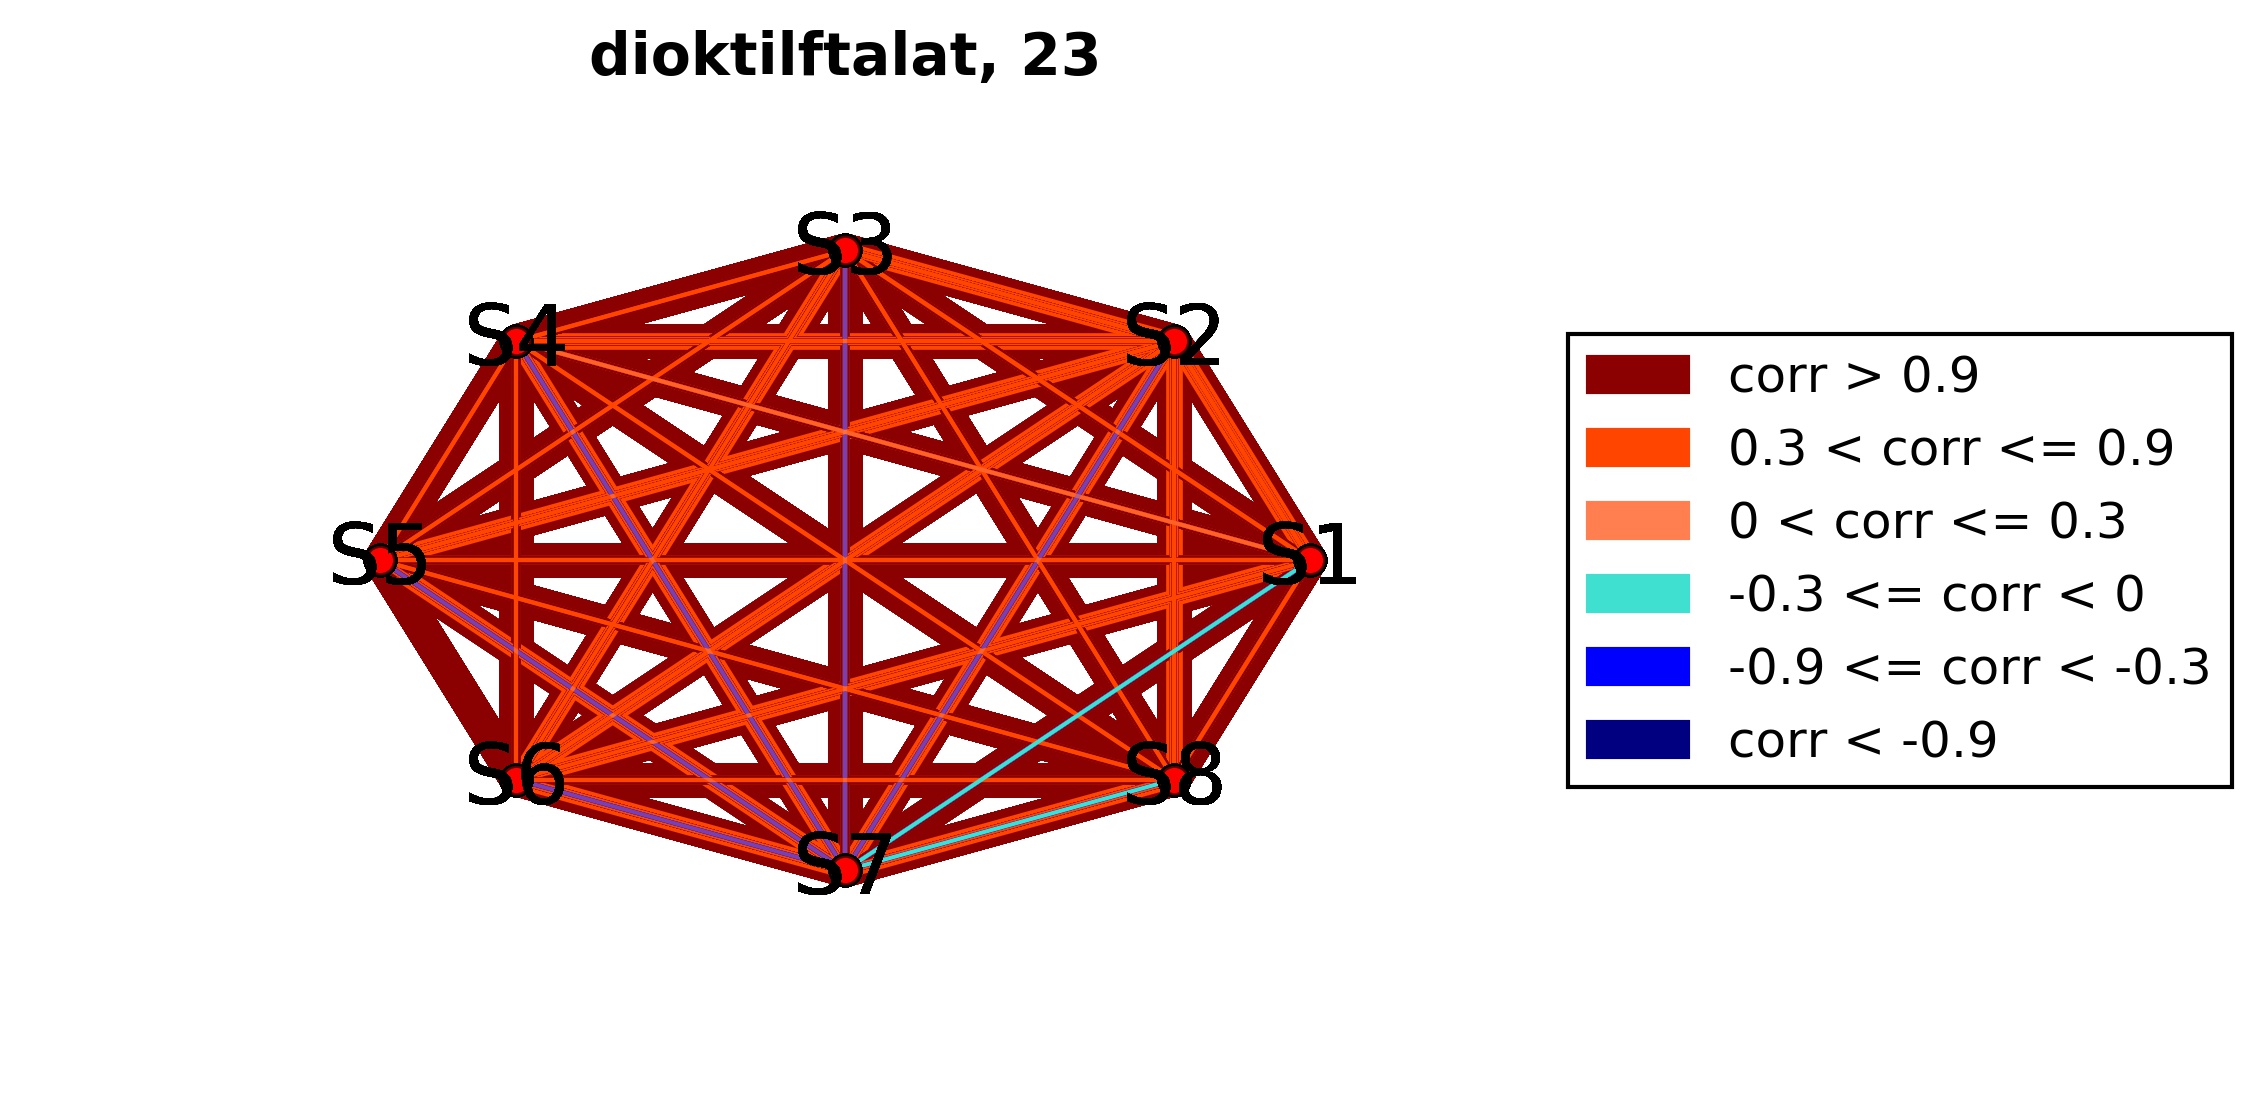 dioktilftalat, 23
S3
S4
S2
S5
S1
S6
S8
S7
corr > 0.9
0.3 < corr <= 0.9
0 < corr <= 0.3
-0.3 <= corr < 0
-0.9 <= corr < -0.3
corr < -0.9